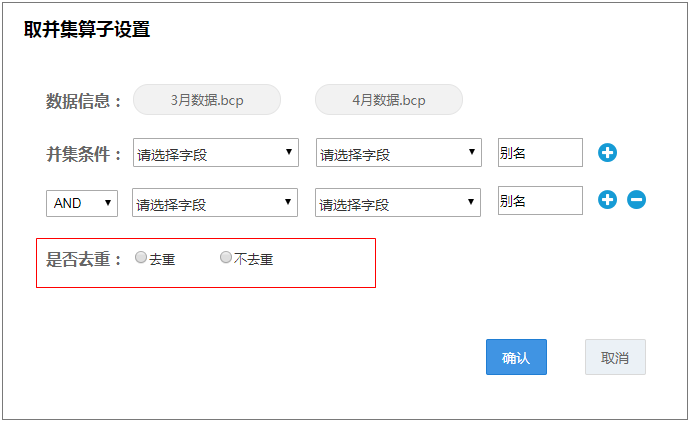 取并集算子设置
数据信息： 3月数据.bcp 4月数据.bcp
并集条件： 请选择字段 请选择字段 别名
AND 请选择字段 请选择字段 别名
是否去重： 去重 不去重
确认 取消